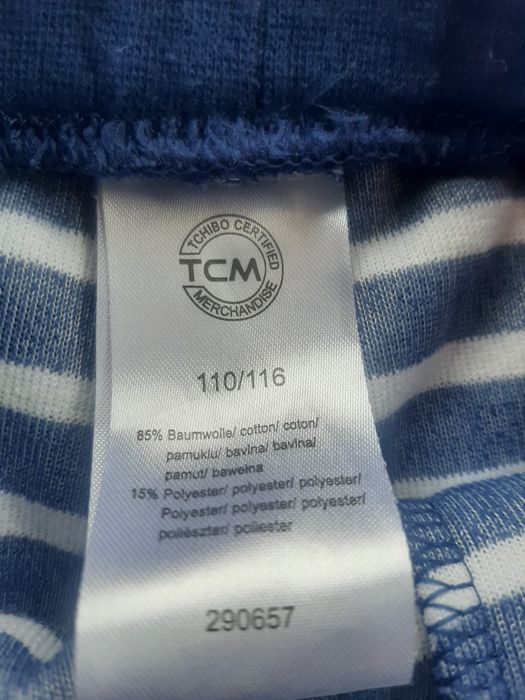 TCHIBO CERTIFIED
TCM
MERCHANDISE
110/116
85% Baumwolle/ cotton/ coton/
pamuklu/ bavlna/ bavlna/
pamut/ bawełna
15% Polyester/ polyester/ polyester/
Polyester/ polyester/ polyester/
poliészter/ poliester
290657